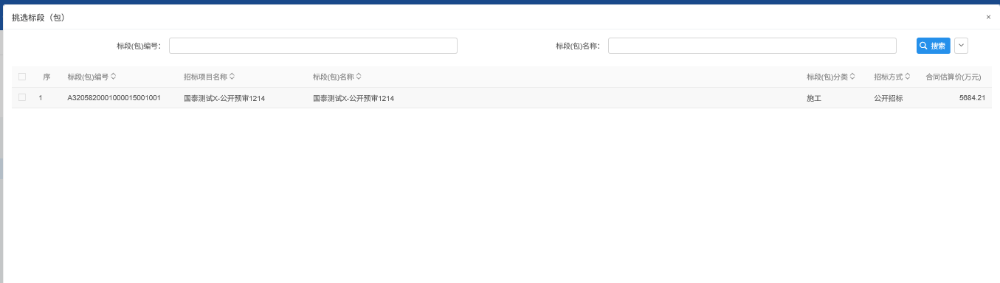 挑选标段（包）
标段(包)编号： 标段(包)名称： 搜索
序 标段(包)编号 招标项目名称 标段(包)名称 标段(包)分类 招标方式 合同估算价(万元)
1 A3205820001000015001001 国泰测试X-公开预审1214 国泰测试X-公开预审1214 施工 公开招标 5684.21